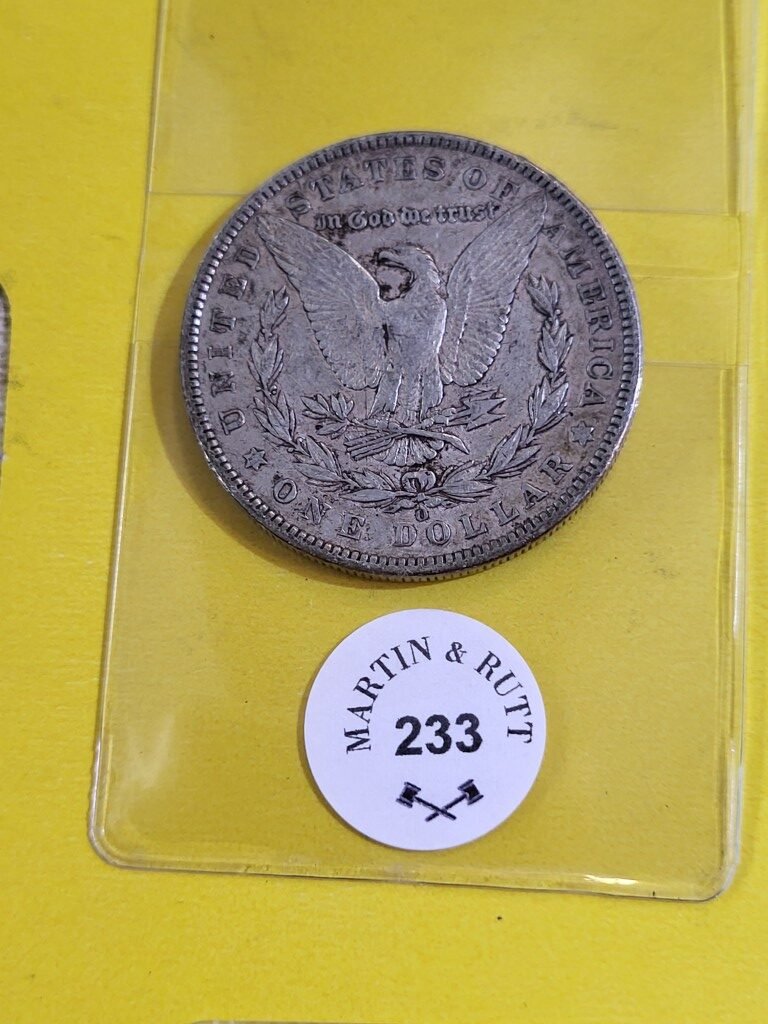 UNITED STATES OF AMERICA
In God we trust
O
ONE DOLLAR
MARTIN & RUTT
233